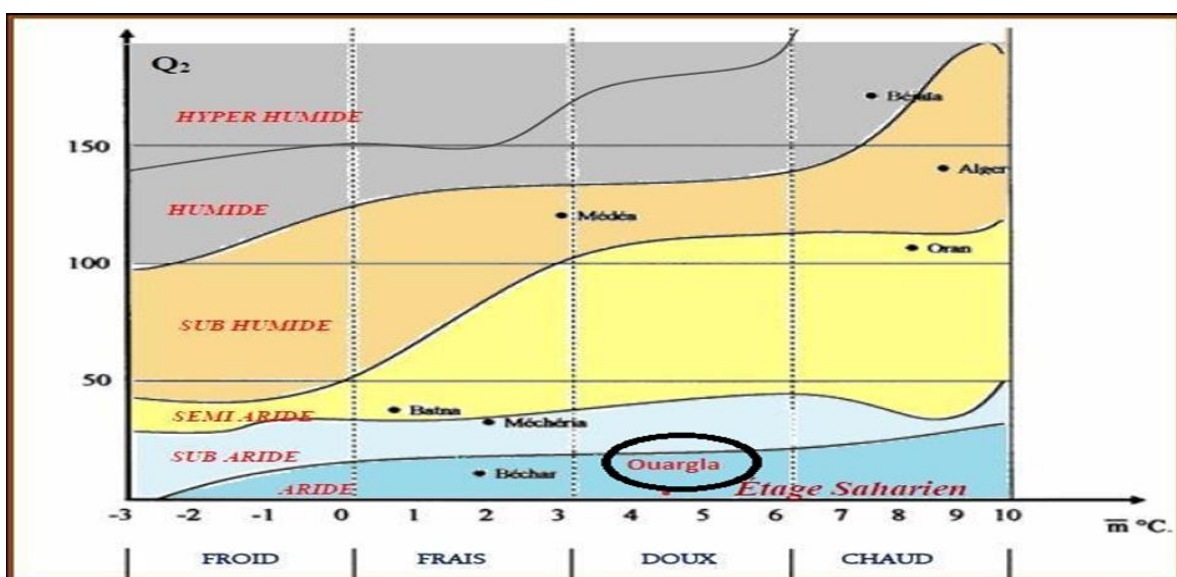 Q₂
HYPER HUMIDE
Béjaïa
150
Alger
HUMIDE
Médéa
Oran
100
SUB HUMIDE
50
SEMI ARIDE
Batna
Méchéria
SUB ARIDE
Ouargla
ARIDE
Béchar
Étage Saharien
-3 -2 -1 0 1 2 3 4 5 6 7 8 9 10
m °C.
FROID FRAIS DOUX CHAUD